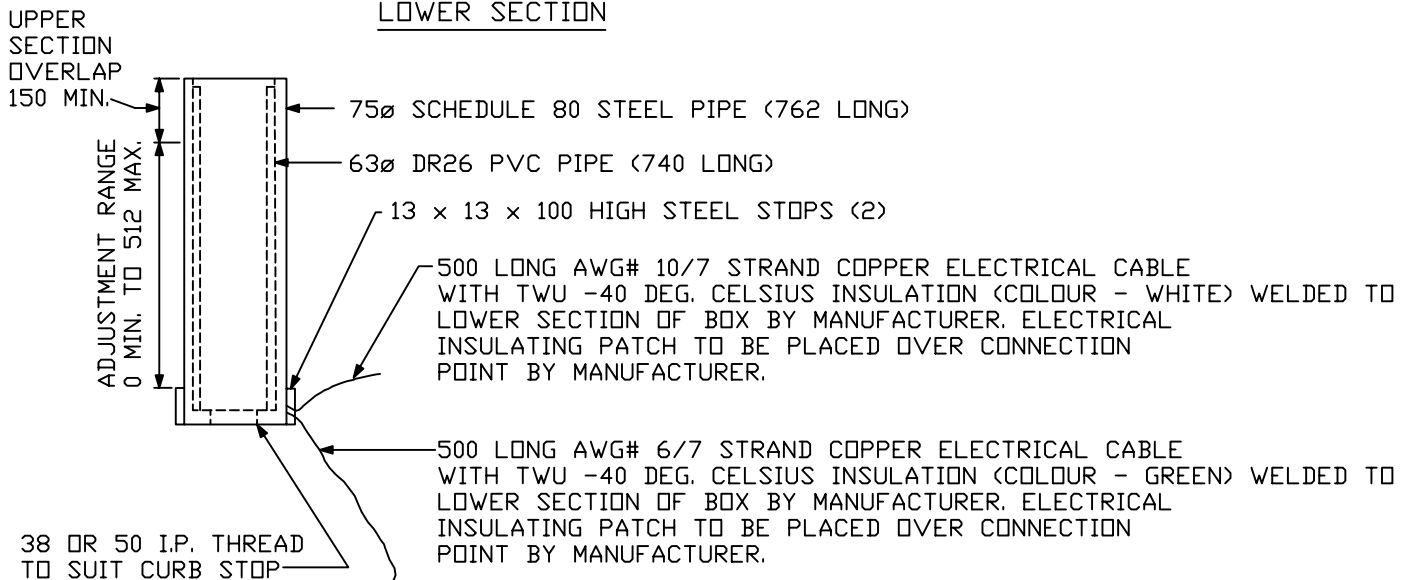 LOWER SECTION
UPPER
SECTION
OVERLAP
150 MIN.
75ø SCHEDULE 80 STEEL PIPE (762 LONG)
63ø DR26 PVC PIPE (740 LONG)
ADJUSTMENT RANGE
0 MIN. TO 512 MAX.
13 x 13 x 100 HIGH STEEL STOPS (2)
500 LONG AWG# 10/7 STRAND COPPER ELECTRICAL CABLE
WITH TWU -40 DEG. CELSIUS INSULATION (COLOUR - WHITE) WELDED TO
LOWER SECTION OF BOX BY MANUFACTURER. ELECTRICAL
INSULATING PATCH TO BE PLACED OVER CONNECTION
POINT BY MANUFACTURER.
500 LONG AWG# 6/7 STRAND COPPER ELECTRICAL CABLE
WITH TWU -40 DEG. CELSIUS INSULATION (COLOUR - GREEN) WELDED TO
LOWER SECTION OF BOX BY MANUFACTURER. ELECTRICAL
INSULATING PATCH TO BE PLACED OVER CONNECTION
POINT BY MANUFACTURER.
38 OR 50 I.P. THREAD
TO SUIT CURB STOP